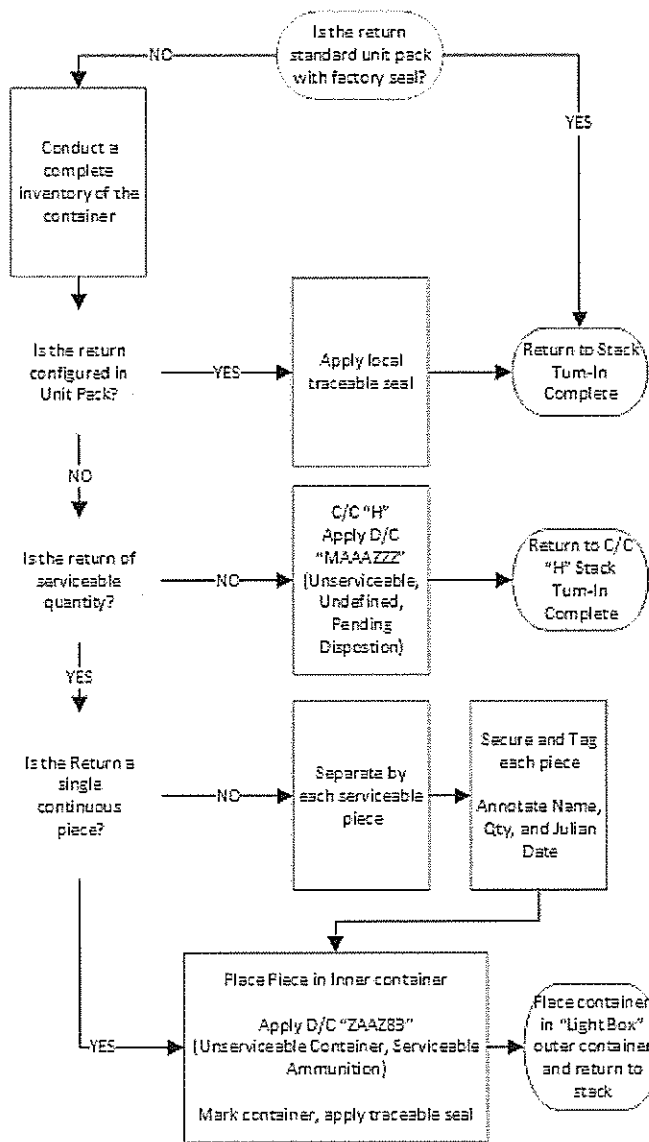 Is the return
standard unit pack
with factory seal?
NO
YES
Conduct a
complete
inventory of the
container
Is the return
configured in
Unit Pack?
YES
Apply local
traceable seal
Return to Stack
Turn-In
Complete
NO
Is the return of
serviceable
quantity?
NO
C/C "H"
Apply D/C
"MAAAZZZ"
(Unserviceable,
Undefined,
Pending
Dispostion)
Return to C/C
"H" Stack
Turn-In
Complete
YES
Is the Return a
single
continuous
piece?
NO
Separate by
each serviceable
piece
Secure and Tag
each piece
Annotate Name,
Qty, and Julian
Date
YES
Place Piece in Inner container
Apply D/C "ZAAZ83"
(Unserviceable Container, Serviceable
Ammunition)
Mark container, apply traceable seal
Place container
in "Light Box"
outer container
and return to
stack